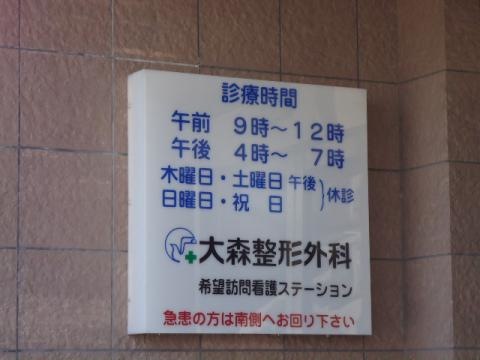 診療時間
午前 9時〜12時
午後 4時〜 7時
木曜日・土曜日 午後
日曜日・祝 日 } 休診
大森整形外科
希望訪問看護ステーション
急患の方は南側へお回り下さい